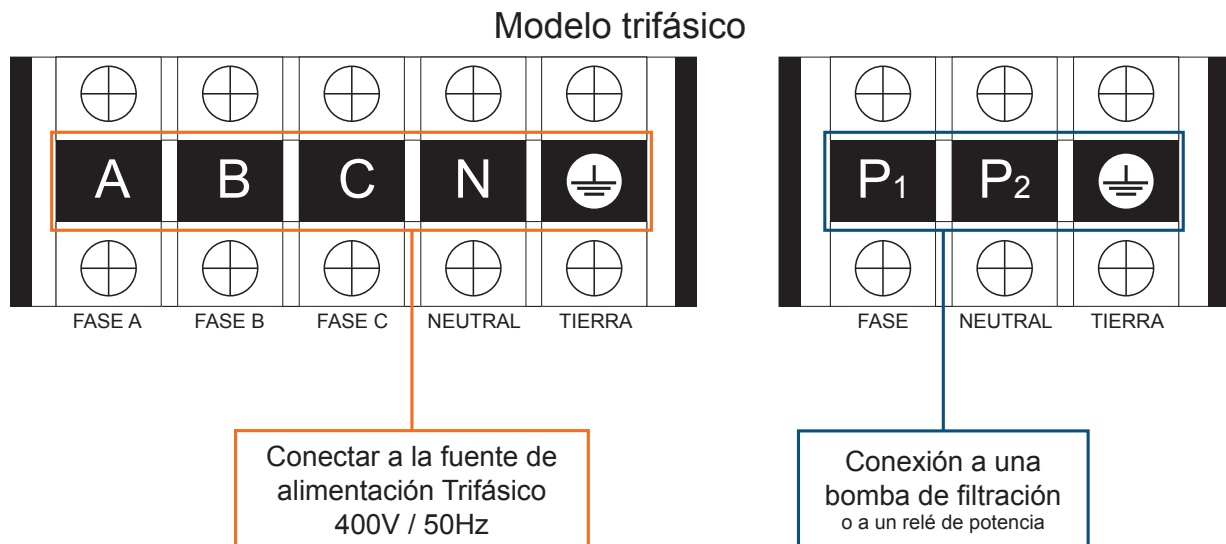 Modelo trifásico
A B C N
FASE A FASE B FASE C NEUTRAL TIERRA
P1 P2
FASE NEUTRAL TIERRA
Conectar a la fuente de
alimentación Trifásico
400V / 50Hz
Conexión a una
bomba de filtración
o a un relé de potencia